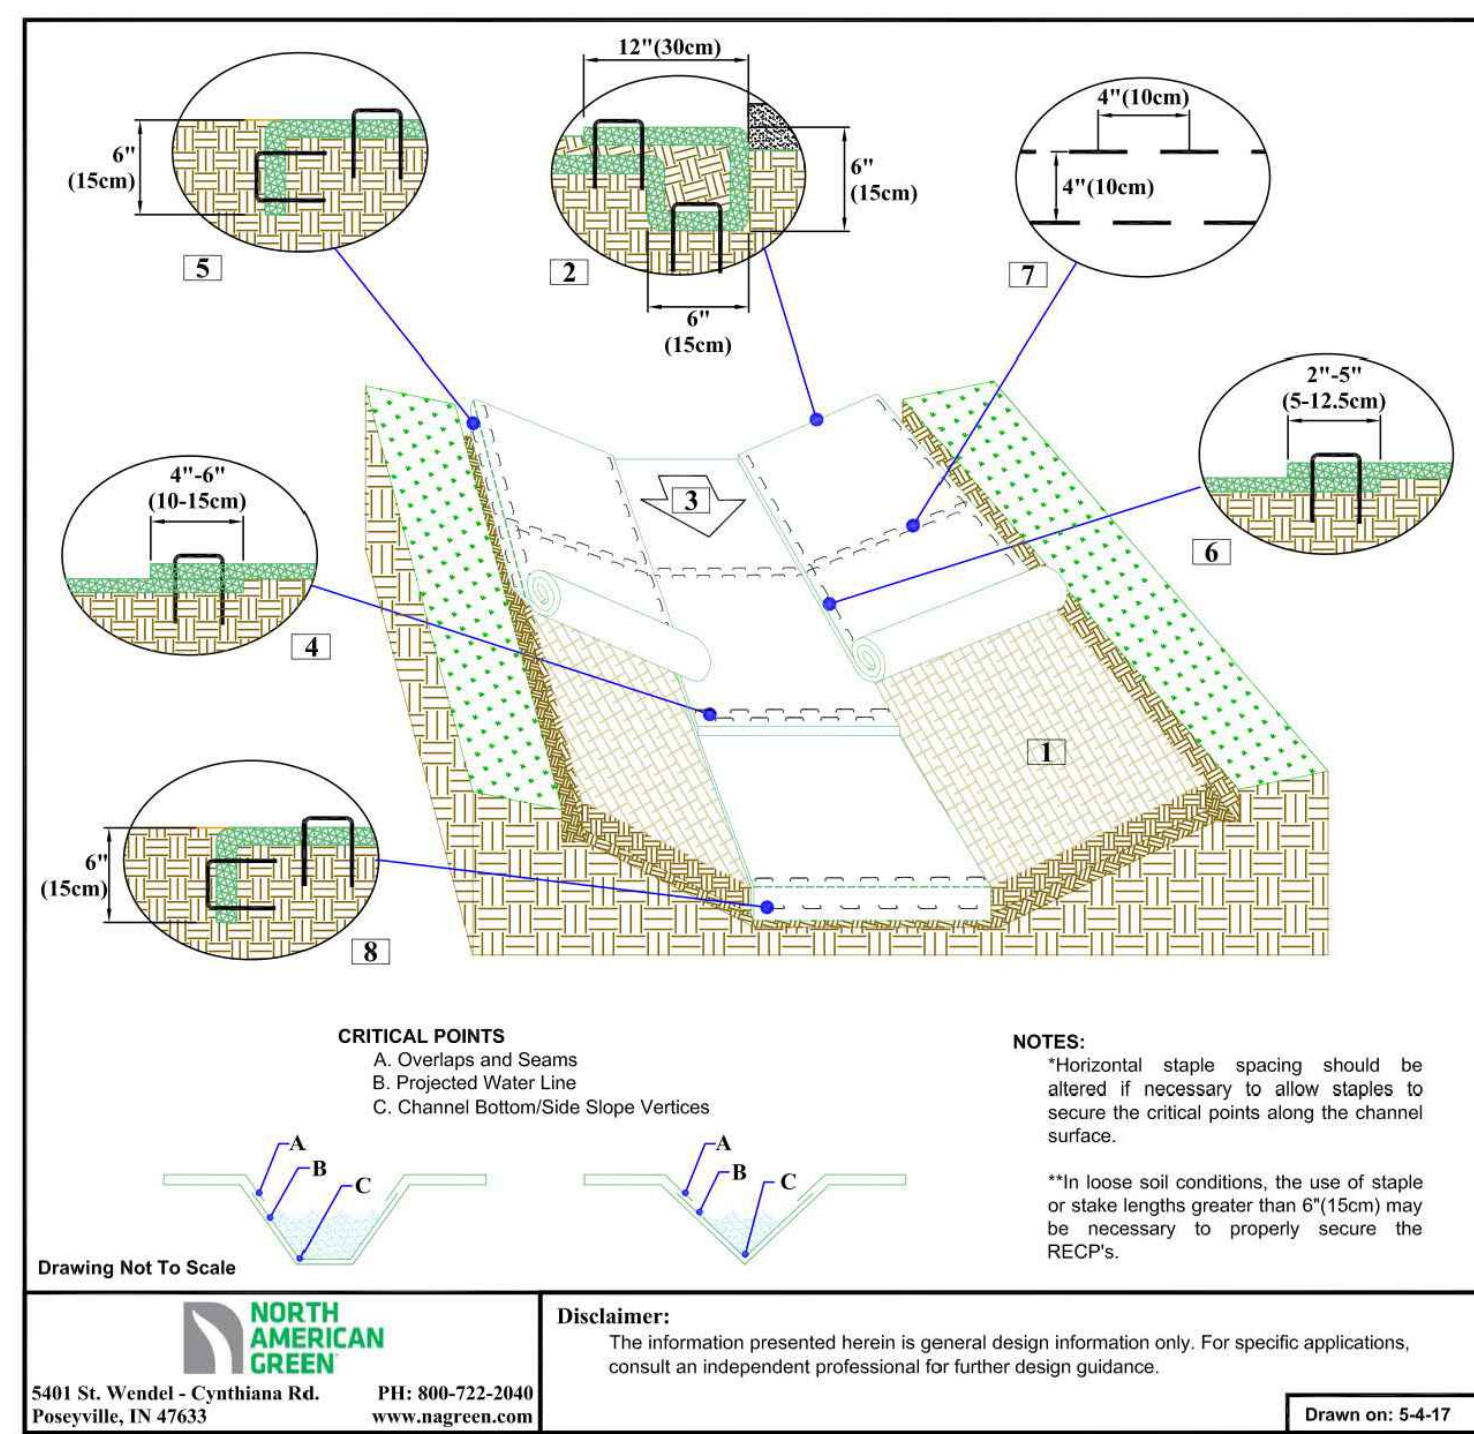 12"(30cm)
6"
(15cm)
5
6"
(15cm)
2
6"
(15cm)
4"(10cm)
4"(10cm)
7
2"-5"
(5-12.5cm)
6
4"-6"
(10-15cm)
4
3
1
6"
(15cm)
8
CRITICAL POINTS
A. Overlaps and Seams
B. Projected Water Line
C. Channel Bottom/Side Slope Vertices
A
B
C
A
B
C
NOTES:
*Horizontal staple spacing should be
altered if necessary to allow staples to
secure the critical points along the channel
surface.
**In loose soil conditions, the use of staple
or stake lengths greater than 6"(15cm) may
be necessary to properly secure the
RECP's.
Drawing Not To Scale
NORTH
AMERICAN
GREEN
5401 St. Wendel - Cynthiana Rd.
Poseyville, IN 47633
PH: 800-722-2040
www.nagreen.com
Disclaimer:
The information presented herein is general design information only. For specific applications,
consult an independent professional for further design guidance.
Drawn on: 5-4-17